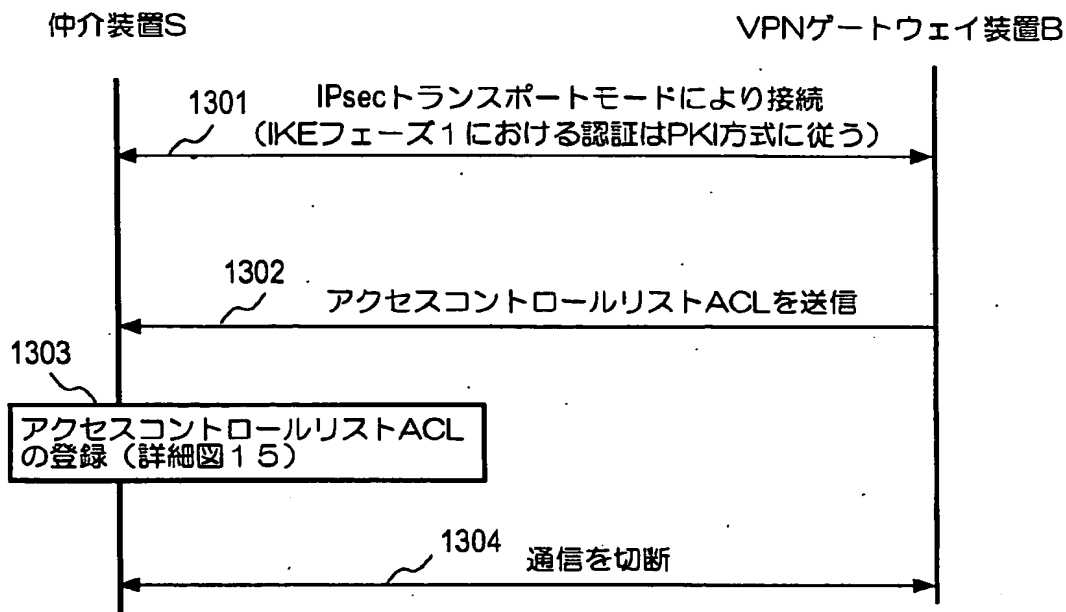 仲介装置S
VPNゲートウェイ装置B
1301
IPsecトランスポートモードにより接続
(IKEフェーズ1における認証はPKI方式に従う)
1302
アクセスコントロールリストACLを送信
1303
アクセスコントロールリストACL
の登録(詳細図15)
1304
通信を切断